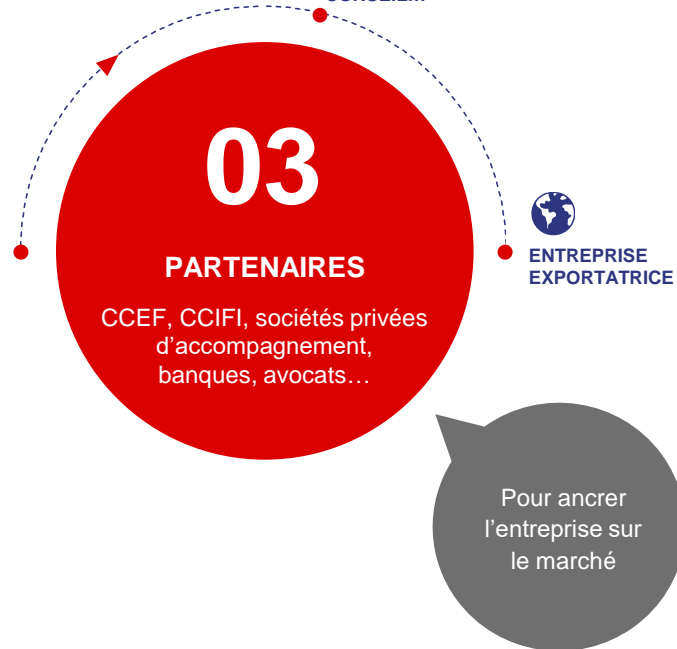 03
PARTENAIRES
CCEF, CCIFI, sociétés privées
d’accompagnement,
banques, avocats…
ENTREPRISE
EXPORTATRICE
Pour ancrer
l’entreprise sur
le marché